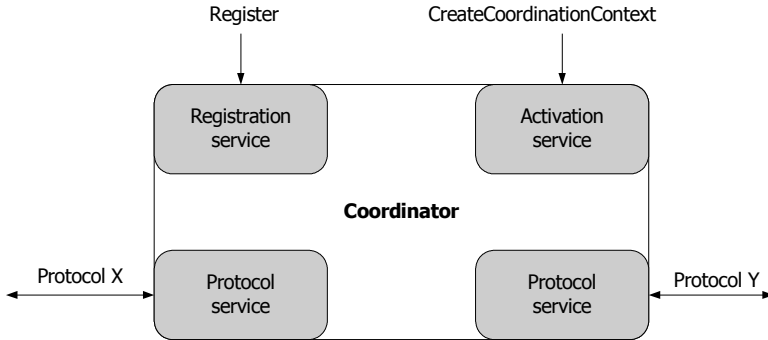 Register
CreateCoordinationContext
Registration
service
Activation
service
Coordinator
Protocol X
Protocol
service
Protocol
service
Protocol Y